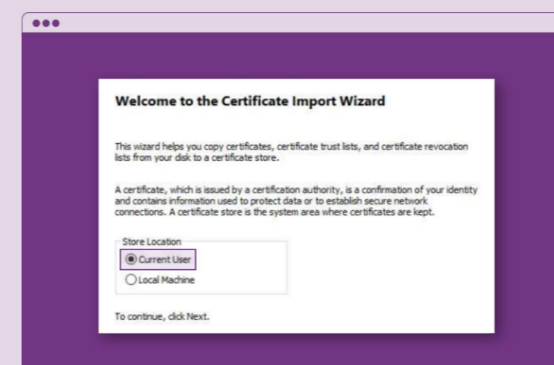 Welcome to the Certificate Import Wizard
This wizard helps you copy certificates, certificate trust lists, and certificate revocation
lists from your disk to a certificate store.
A certificate, which is issued by a certification authority, is a confirmation of your identity
and contains information used to protect data or to establish secure network
connections. A certificate store is the system area where certificates are kept.
Store Location
Current User
Local Machine
To continue, click Next.